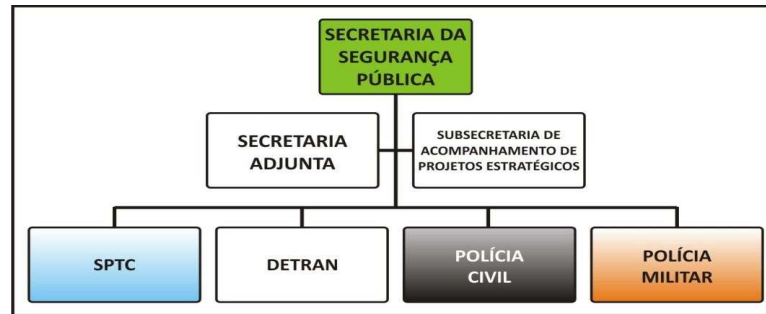 SECRETARIA DA
SEGURANÇA
PÚBLICA
SECRETARIA
ADJUNTA
SUBSECRETARIA DE
ACOMPANHAMENTO DE
PROJETOS ESTRATÉGICOS
SPTC
DETRAN
POLÍCIA
CIVIL
POLÍCIA
MILITAR